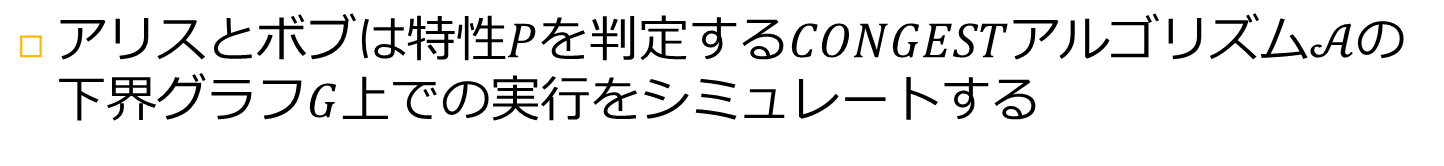 アリスとボブは特性𝑃を判定する𝐶𝑂𝑁𝐺𝐸𝑆𝑇アルゴリズム𝒜の
下界グラフ𝐺上での実行をシミュレートする